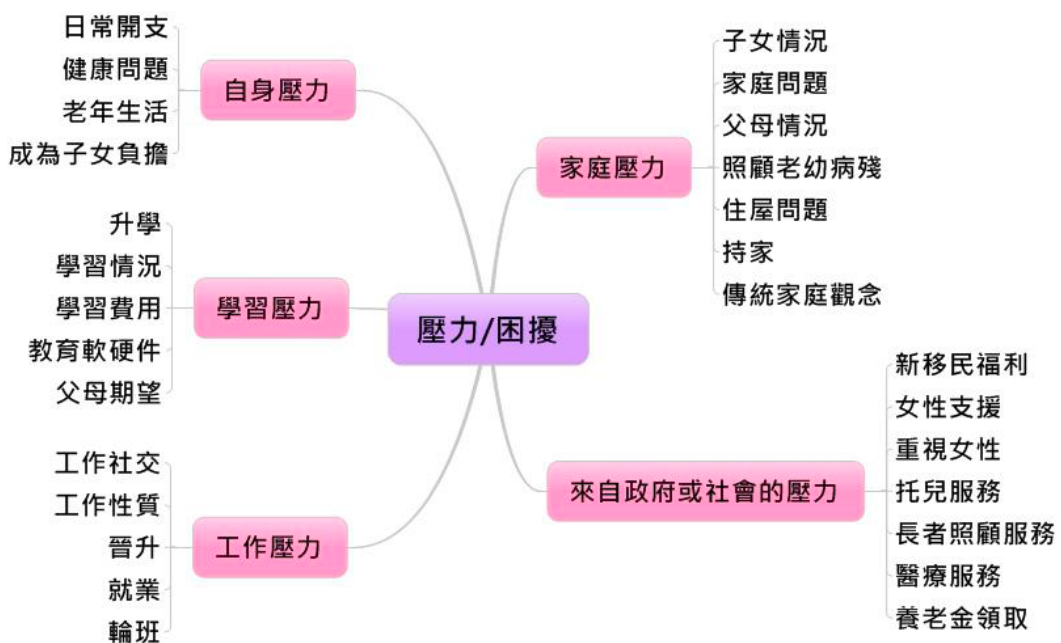 壓力/困擾
自身壓力
日常開支
健康問題
老年生活
成為子女負擔
學習壓力
升學
學習情況
學習費用
教育軟硬件
父母期望
工作壓力
工作社交
工作性質
晉升
就業
輪班
家庭壓力
子女情況
家庭問題
父母情況
照顧老幼病殘
住屋問題
持家
傳統家庭觀念
來自政府或社會的壓力
新移民福利
女性支援
重視女性
托兒服務
長者照顧服務
醫療服務
養老金領取